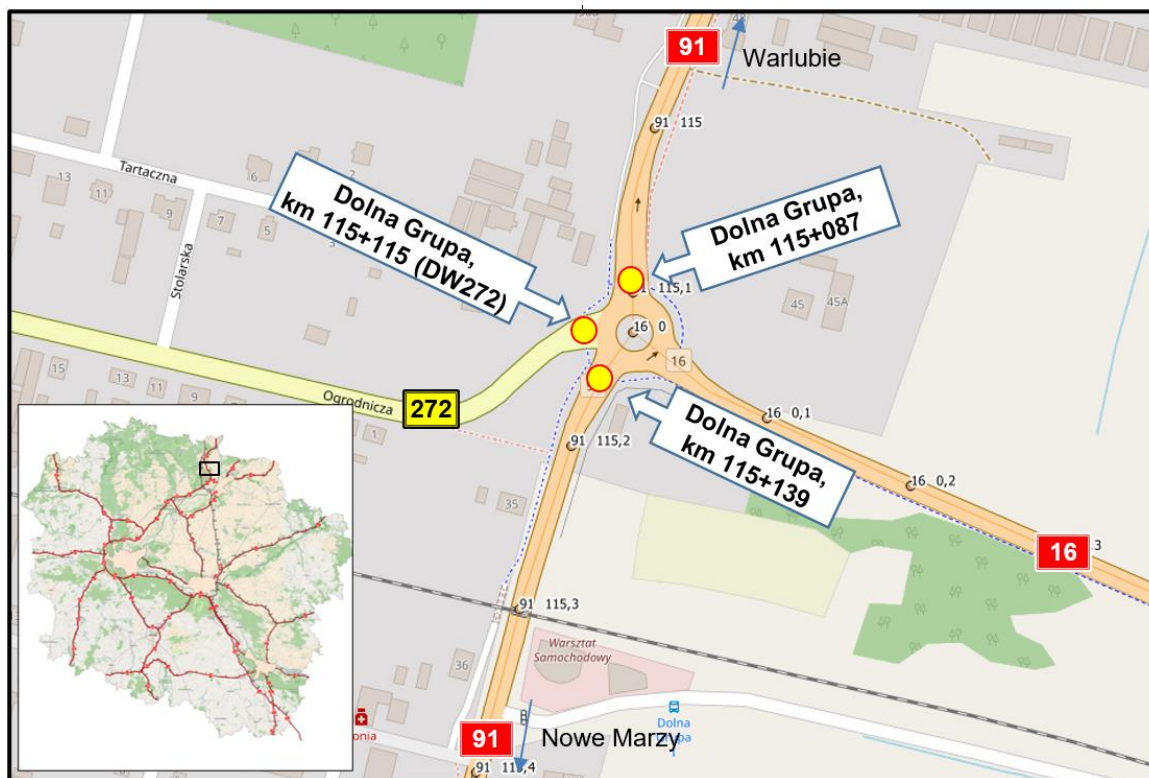 91
Warlubie
91 115
Tartaczna
13
11
9
7
6
5
2
3
Stolarska
Dolna Grupa,
km 115+115 (DW272)
Dolna Grupa,
km 115+087
115,1
16 0
16
45
45A
15
13
11
9
Ogrodnicza
272
1
91 115,2
Dolna Grupa,
km 115+139
16 0,1
16 0,2
16
35
91 115,3
Warsztat
Samochodowy
36
Dolna
91
Nowe Marzy